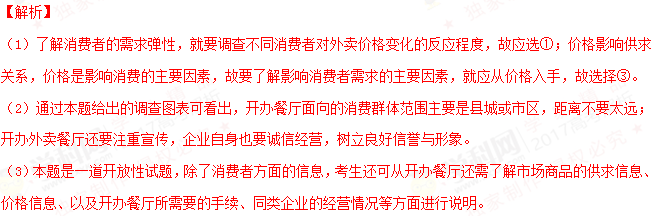 【解析】
（1）了解消费者的需求弹性，就要调查不同消费者对外卖价格变化的反应程度，故应选①；价格影响供求
关系，价格是影响消费的主要因素，故要了解影响消费者需求的主要因素，就应从价格入手，故选择③。
（2）通过本题给出的调查图表可看出，开办餐厅面向的消费群体范围主要是县城或市区，距离不要太远；
开办外卖餐厅还要注重宣传，企业自身也要诚信经营，树立良好信誉与形象。
（3）本题是一道开放性试题，除了消费者方面的信息，考生还可从开办餐厅还需了解市场商品的供求信息、
价格信息、以及开办餐厅所需要的手续、同类企业的经营情况等方面进行说明。